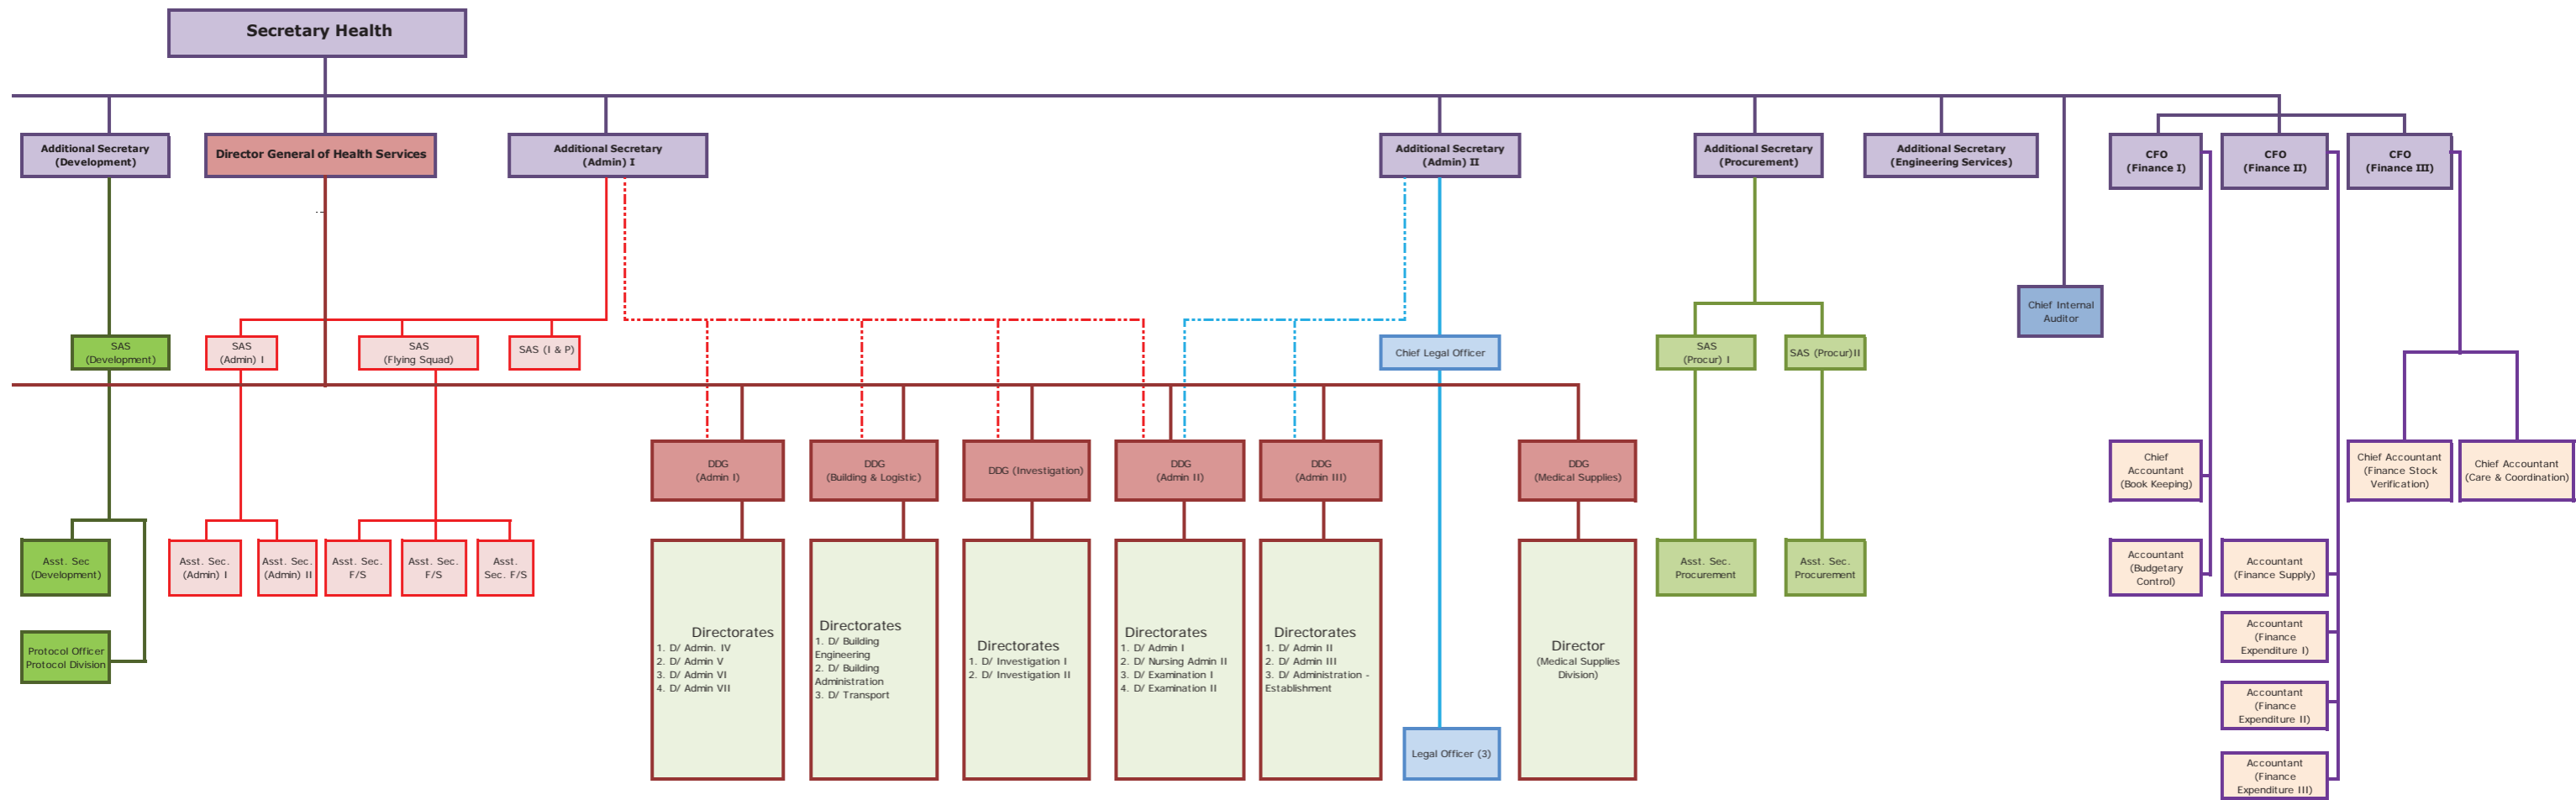 Secretary Health
Additional Secretary
(Development)
Director General of Health Services
Additional Secretary
(Admin) I
Additional Secretary
(Admin) II
Additional Secretary
(Procurement)
Additional Secretary
(Engineering Services)
CFO
(Finance I)
CFO
(Finance II)
CFO
(Finance III)
Chief Internal
Auditor
SAS
(Development)
SAS
(Admin) I
SAS
(Flying Squad)
SAS (I & P)
Chief Legal Officer
SAS
(Procur) I
SAS (Procur)II
DDG
(Admin I)
DDG
(Building & Logistic)
DDG (Investigation)
DDG
(Admin II)
DDG
(Admin III)
DDG
(Medical Supplies)
Chief
Accountant
(Book Keeping)
Chief Accountant
(Finance Stock
Verification)
Chief Accountant
(Care & Coordination)
Asst. Sec
(Development)
Asst. Sec.
(Admin) I
Asst. Sec.
(Admin) II
Asst. Sec.
F/S
Asst. Sec.
F/S
Asst.
Sec. F/S
Asst. Sec.
Procurement
Asst. Sec.
Procurement
Accountant
(Budgetary
Control)
Accountant
(Finance Supply)
Protocol Officer
Protocol Division
Directorates
1. D/ Admin. IV
2. D/ Admin V
3. D/ Admin VI
4. D/ Admin VII
Directorates
1. D/ Building
Engineering
2. D/ Building
Administration
3. D/ Transport
Directorates
1. D/ Investigation I
2. D/ Investigation II
Directorates
1. D/ Admin I
2. D/ Nursing Admin II
3. D/ Examination I
4. D/ Examination II
Directorates
1. D/ Admin II
2. D/ Admin III
3. D/ Administration -
Establishment
Director
(Medical Supplies
Division)
Accountant
(Finance
Expenditure I)
Accountant
(Finance
Expenditure II)
Legal Officer (3)
Accountant
(Finance
Expenditure III)